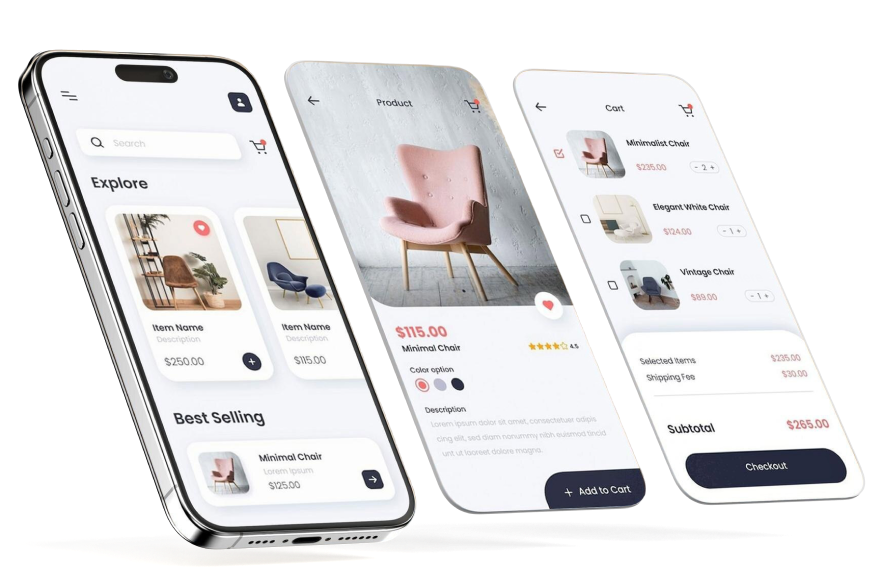 Search
Explore
Item Name
Description
$250.00
+
Item Name
Description
$115.00
Best Selling
Minimal Chair
Lorem Ipsum
$125.00
Product
$115.00
Minimal Chair
4.5
Color option
Description
Lorem ipsum dolor sit amet, consectetuer adipis
cing elit, sed diam nonummy nibh euismod tincid
unt ut laoreet dolore magna.
+ Add to Cart
Cart
Minimalist Chair
$235.00 - 2 +
Elegant White Chair
$124.00 - 1 +
Vintage Chair
$89.00 - 1 +
Selected Items $235.00
Shipping Fee $30.00
Subtotal $265.00
Checkout